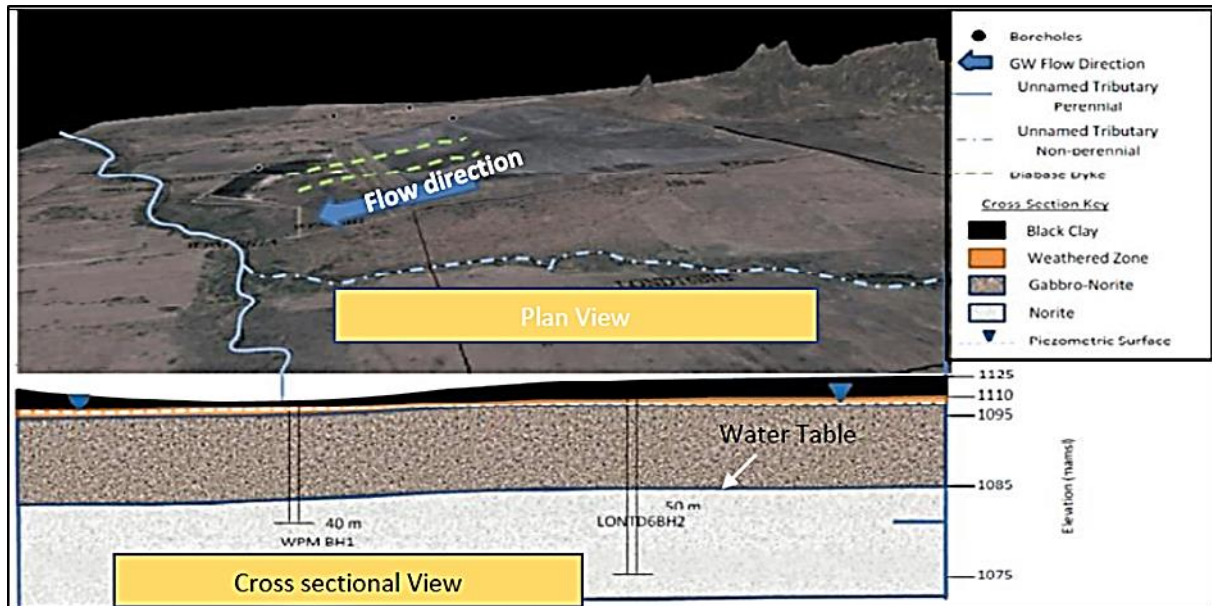 Flow direction
LONDT6BH2
Plan View
Boreholes
GW Flow Direction
Unnamed Tributary
Perennial
Unnamed Tributary
Non-perennial
Diabase Dyke
Cross Section Key
Black Clay
Weathered Zone
Gabbro-Norite
Norite
Piezometric Surface
1125
1110
1095
1085
1075
Elevation (mamsl)
Water Table
40 m
WPM BH1
50 m
LONTD6BH2
Cross sectional View